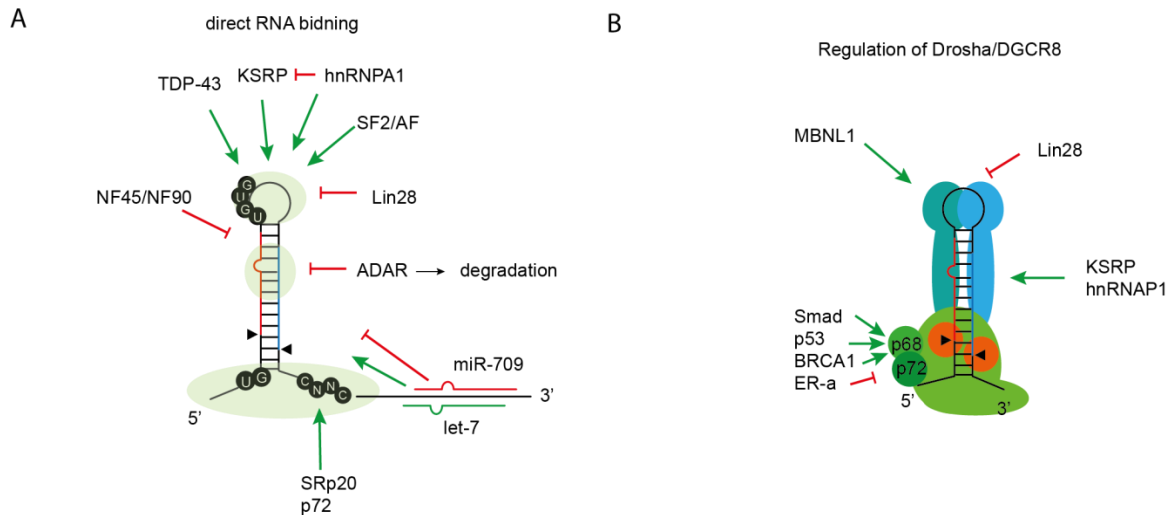 A
direct RNA bidning
TDP-43
KSRP
hnRNPA1
SF2/AF
NF45/NF90
G
U
G
U
Lin28
ADAR
degradation
miR-709
U
G
C
N
N
C
5’
3’
let-7
SRp20
p72
B
Regulation of Drosha/DGCR8
MBNL1
Lin28
KSRP
hnRNAP1
Smad
p53
BRCA1
ER-a
p68
p72
5’
3’